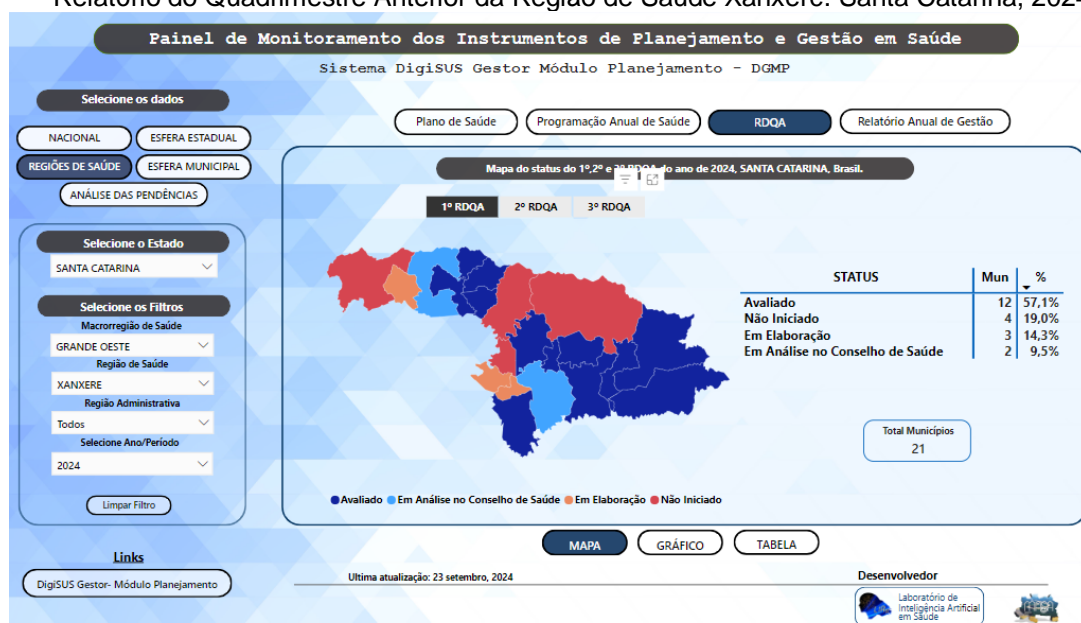 Relatório do Quadrimestre Anterior da Região de Saúde Xanxerê. Santa Catarina,
Painel de Monitoramento dos Instrumentos de Planejamento e Gestão em Saúde
Sistema DigiSUS Gestor Módulo Planejamento - DGMP
Selecione os dados
NACIONAL
ESFERA ESTADUAL
REGIÕES DE SAÚDE
ESFERA MUNICIPAL
ANÁLISE DAS PENDÊNCIAS
Plano de Saúde
Programação Anual de Saúde
RDQA
Relatório Anual de Gestão
Selecione o Estado
SANTA CATARINA
Selecione os Filtros
Macrorregião de Saúde
GRANDE OESTE
Região de Saúde
XANXERE
Região Administrativa
Todos
Selecione Ano/Período
2024
Limpar Filtro
Links
DigiSUS Gestor- Módulo Planejamento
Mapa do status do 1º,2º e 3º RDQA do ano de 2024, SANTA CATARINA, Brasil.
1º RDQA 2º RDQA 3º RDQA
STATUS Mun %
Avaliado 12 57,1%
Não Iniciado 4 19,0%
Em Elaboração 3 14,3%
Em Análise no Conselho de Saúde 2 9,5%
Total Municípios
21
Avaliado Em Análise no Conselho de Saúde Em Elaboração Não Iniciado
MAPA
GRÁFICO
TABELA
Ultima atualização: 23 setembro, 2024
Desenvolvedor
Laboratório de
Inteligência Artificial
em Saúde